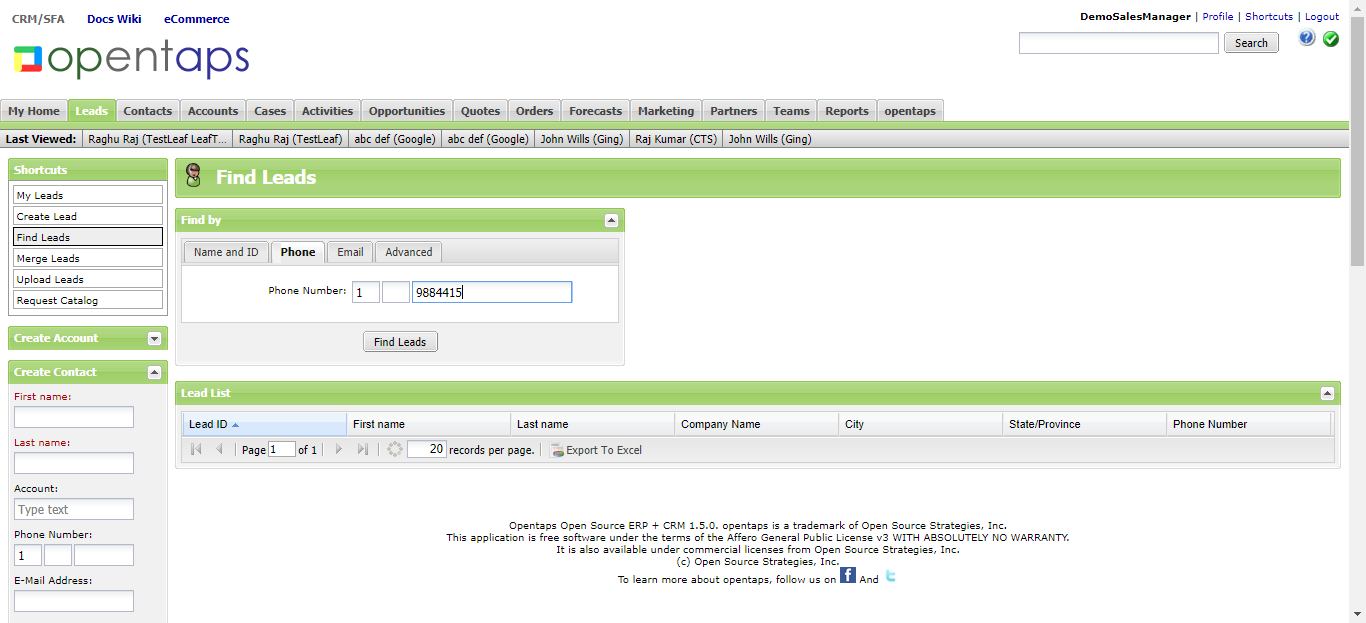 CRM/SFA Docs Wiki eCommerce
DemoSalesManager | Profile | Shortcuts | Logout
opentaps
Search
My Home Leads Contacts Accounts Cases Activities Opportunities Quotes Orders Forecasts Marketing Partners Teams Reports opentaps
Last Viewed: Raghu Raj (TestLeaf LeafT... Raghu Raj (TestLeaf) abc def (Google) abc def (Google) John Wills (Ging) Raj Kumar (CTS) John Wills (Ging)
Shortcuts
My Leads
Create Lead
Find Leads
Merge Leads
Upload Leads
Request Catalog
Create Account
Create Contact
First name:
Last name:
Account:
Type text
Phone Number:
1
E-Mail Address:
Find Leads
Find by
Name and ID Phone Email Advanced
Phone Number: 1 9884415
Find Leads
Lead List
Lead ID First name Last name Company Name City State/Province Phone Number
Page 1 of 1 20 records per page. Export To Excel
Opentaps Open Source ERP + CRM 1.5.0. opentaps is a trademark of Open Source Strategies, Inc.
This application is free software under the terms of the Affero General Public License v3 WITH ABSOLUTELY NO WARRANTY.
It is also available under commercial licenses from Open Source Strategies, Inc.
(c) Open Source Strategies, Inc.
To learn more about opentaps, follow us on f And t